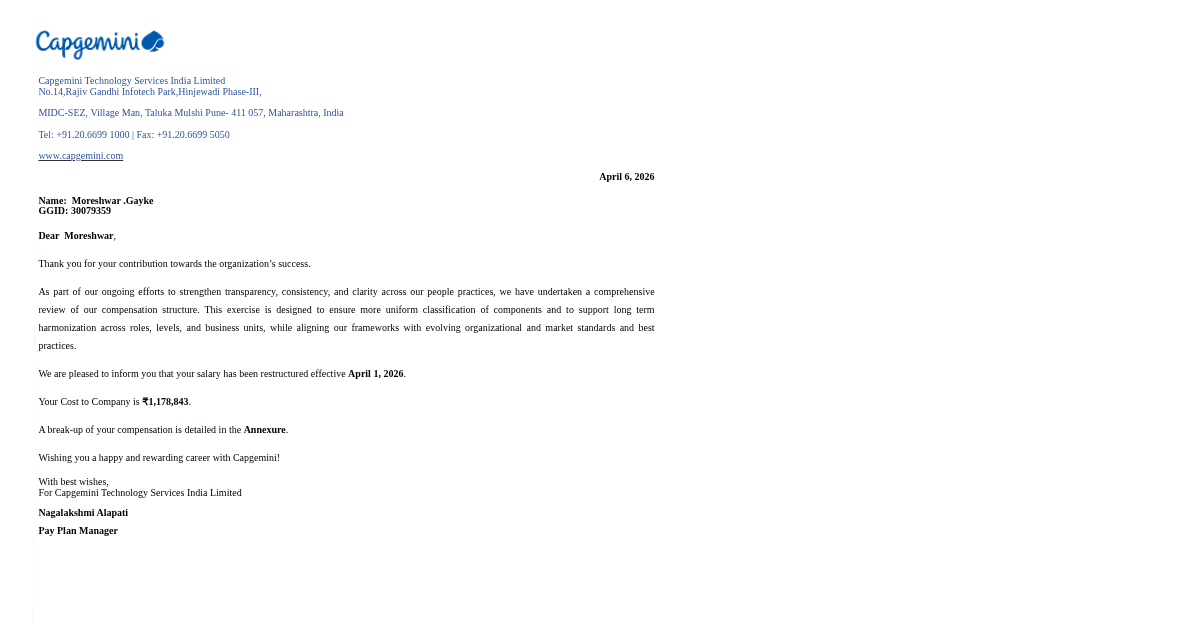 Capgemini
Capgemini Technology Services India Limited
No.14,Rajiv Gandhi Infotech Park,Hinjewadi Phase-III,
MIDC-SEZ, Village Man, Taluka Mulshi Pune- 411 057, Maharashtra, India
Tel: +91.20.6699 1000 | Fax: +91.20.6699 5050
www.capgemini.com
April 6, 2026
Name:  Moreshwar .Gayke
GGID: 30079359
Dear  Moreshwar,
Thank you for your contribution towards the organization’s success.
As part of our ongoing efforts to strengthen transparency, consistency, and clarity across our people practices, we have undertaken a comprehensive
review of our compensation structure. This exercise is designed to ensure more uniform classification of components and to support long term
harmonization across roles, levels, and business units, while aligning our frameworks with evolving organizational and market standards and best
practices.
We are pleased to inform you that your salary has been restructured effective April 1, 2026.
Your Cost to Company is ₹1,178,843.
A break-up of your compensation is detailed in the Annexure.
Wishing you a happy and rewarding career with Capgemini!
With best wishes,
For Capgemini Technology Services India Limited
Nagalakshmi Alapati
Pay Plan Manager